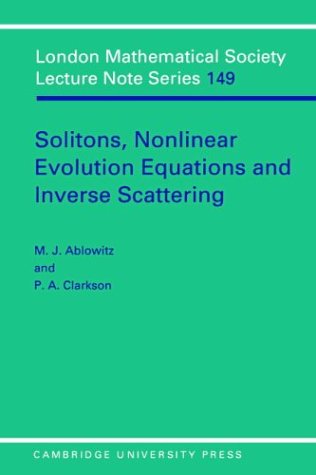 London Mathematical Society
Lecture Note Series 149
Solitons, Nonlinear
Evolution Equations and
Inverse Scattering
M. J. Ablowitz
and
P. A. Clarkson
CAMBRIDGE UNIVERSITY PRESS